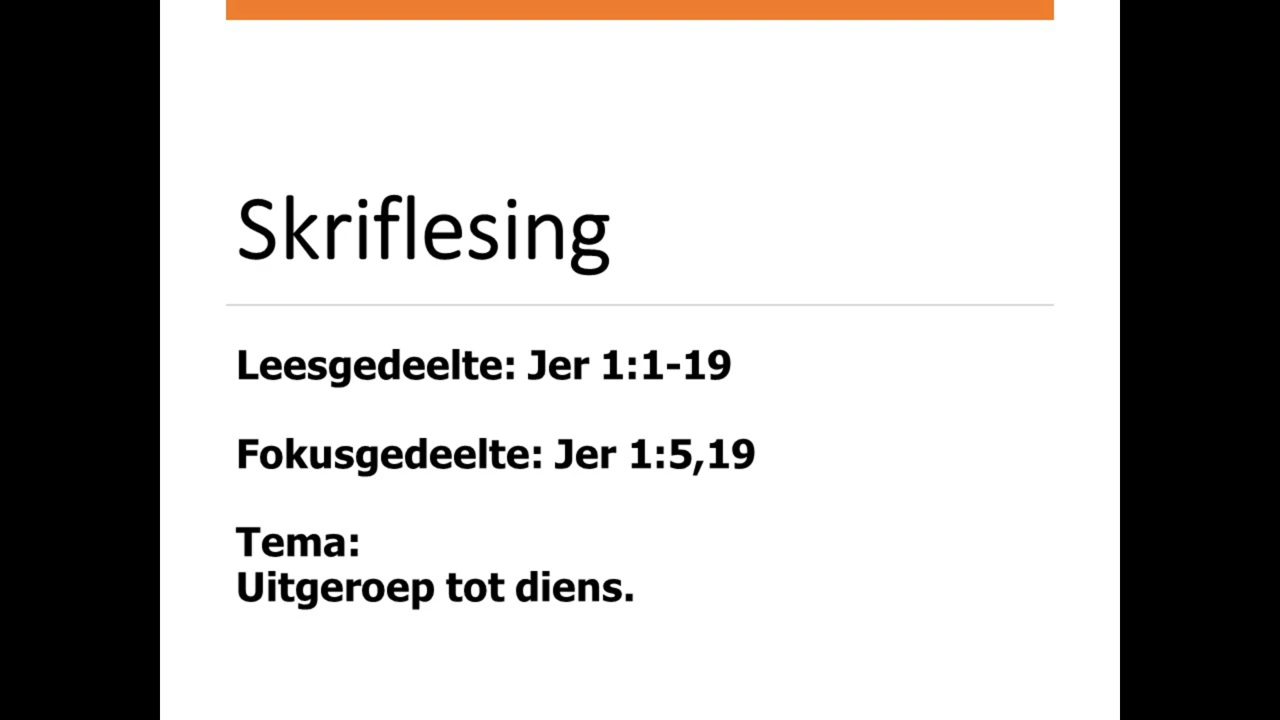 Skriflesing
Leesgedeelte: Jer 1:1-19
Fokusgedeelte: Jer 1:5,19
Tema:
Uitgeroep tot diens.